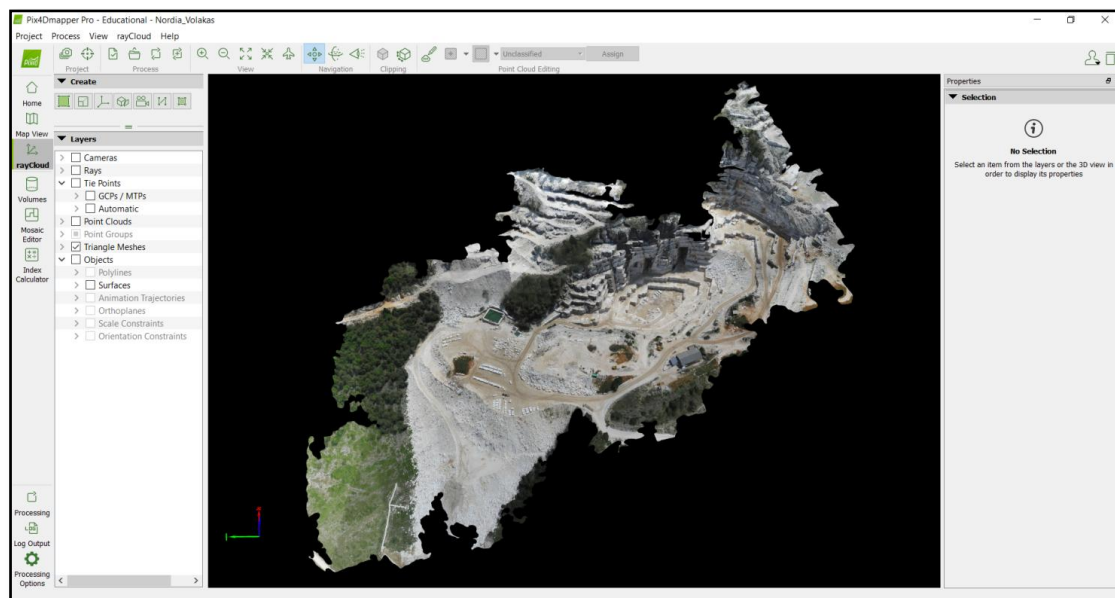 Pix4Dmapper Pro - Educational - Nordia_Volakas
Project Process View rayCloud Help
Unclassified
Assign
Project
Process
View
Navigation
Clipping
Point Cloud Editing
Home
Map View
rayCloud
Volumes
Mosaic
Editor
Index
Calculator
Processing
Log Output
Processing
Options
Create
Layers
Cameras
Rays
Tie Points
GCPs / MTPs
Automatic
Point Clouds
Point Groups
Triangle Meshes
Objects
Polylines
Surfaces
Animation Trajectories
Orthoplanes
Scale Constraints
Orientation Constraints
Properties
Selection
No Selection
Select an item from the layers or the 3D view in
order to display its properties